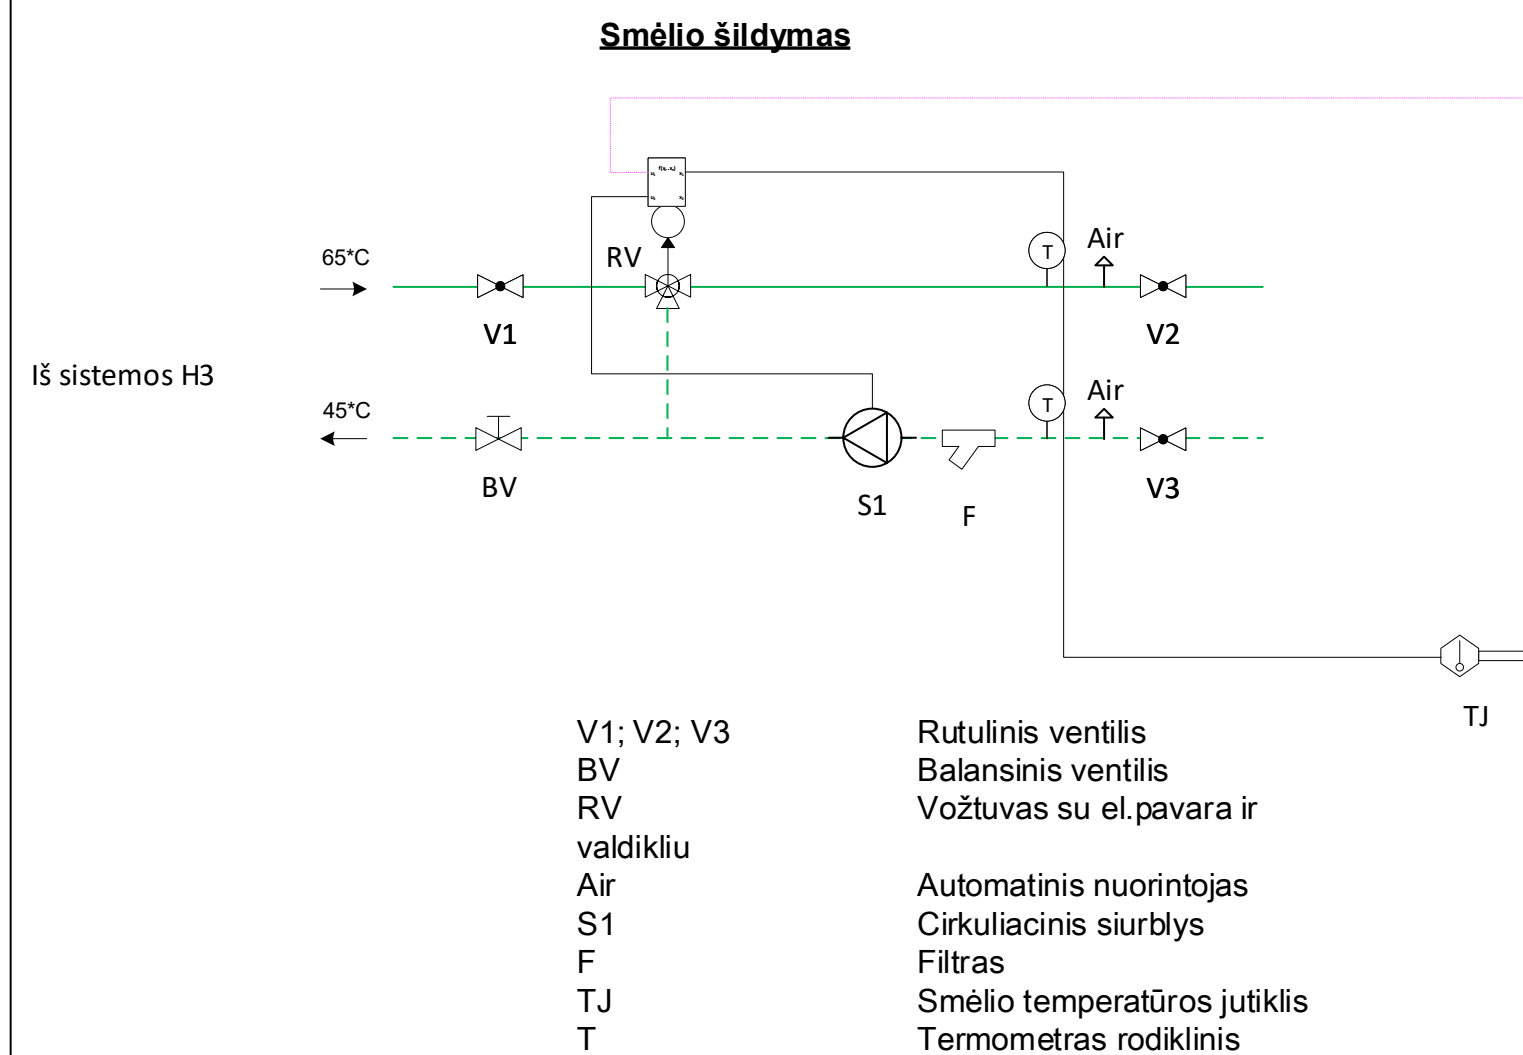 Smėlio šildymas
f(x₁..xₙ)
65*C
RV
T
Air
V1
V2
Iš sistemos H3
45*C
T
Air
BV
S1
F
V3
TJ
V1; V2; V3 Rutulinis ventilis
BV Balansinis ventilis
RV Vožtuvas su el.pavara ir
valdikliu
Air Automatinis nuorintojas
S1 Cirkuliacinis siurblys
F Filtras
TJ Smėlio temperatūros jutiklis
T Termometras rodiklinis